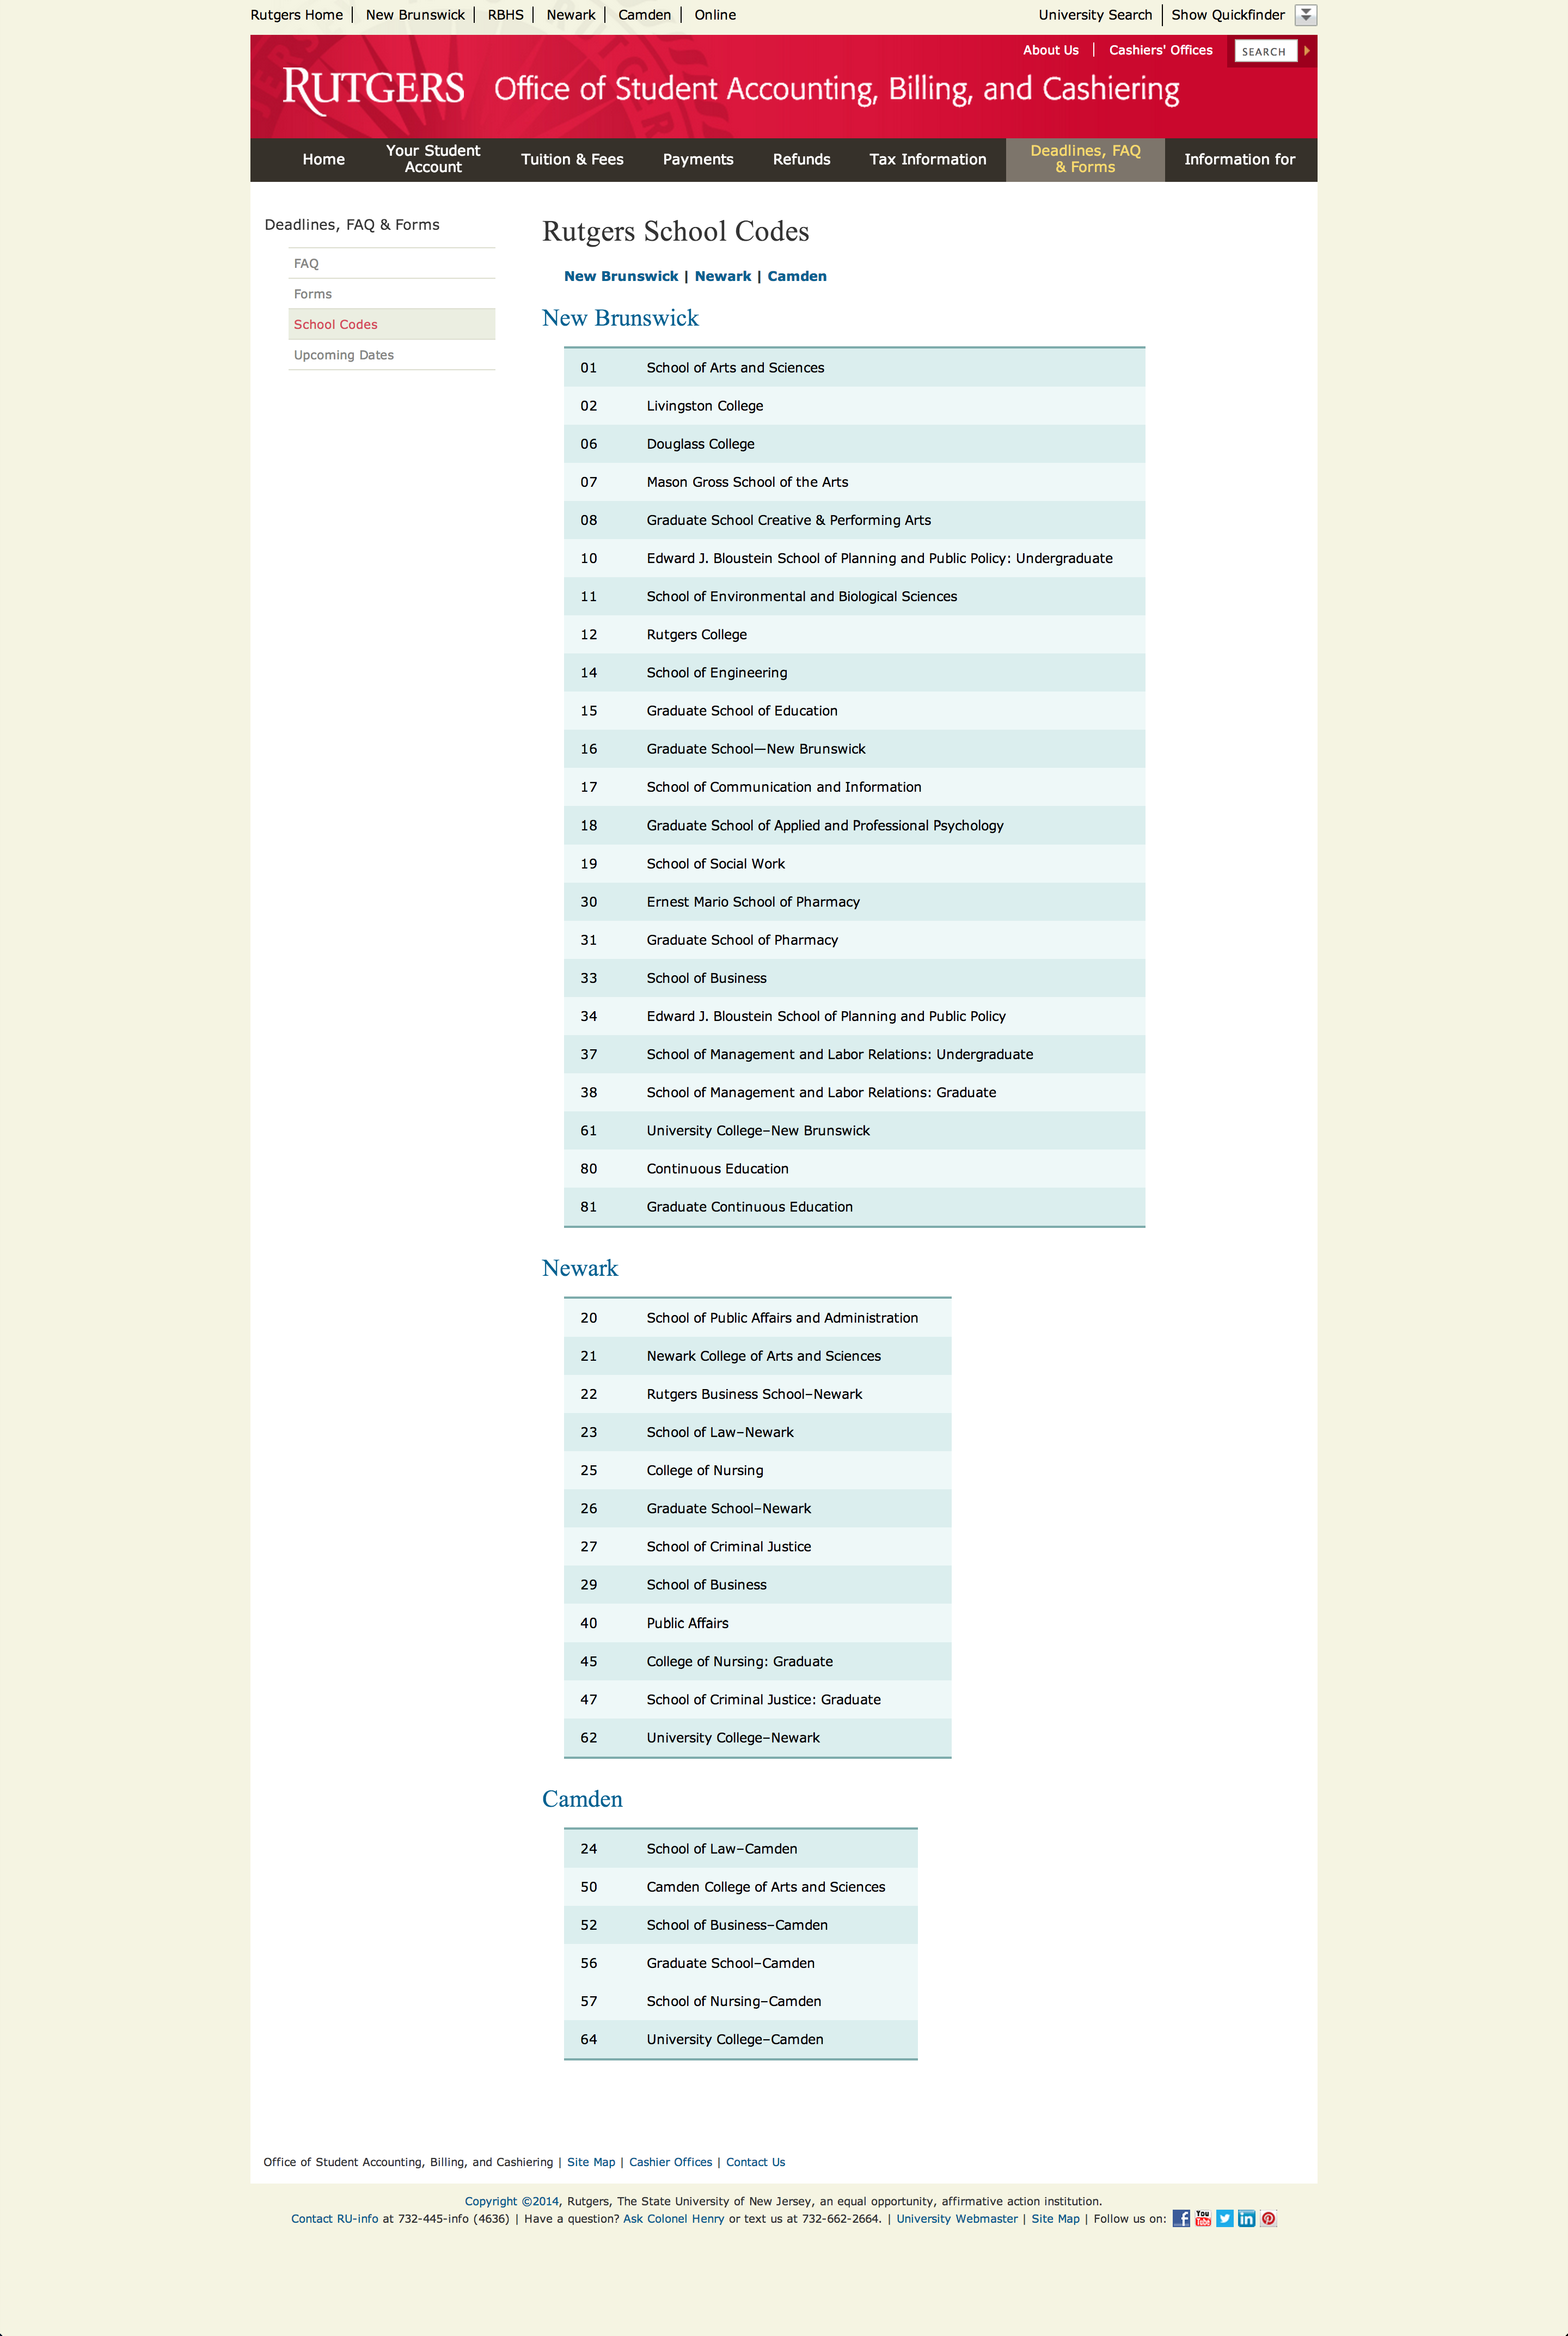 Rutgers Home | New Brunswick | RBHS | Newark | Camden | Online
University Search | Show Quickfinder
About Us | Cashiers' Offices
SEARCH
RUTGERS Office of Student Accounting, Billing, and Cashiering
Home
Your Student
Account
Tuition & Fees
Payments
Refunds
Tax Information
Deadlines, FAQ
& Forms
Information for
Deadlines, FAQ & Forms
FAQ
Forms
School Codes
Upcoming Dates
Rutgers School Codes
New Brunswick | Newark | Camden
New Brunswick
01 School of Arts and Sciences
02 Livingston College
06 Douglass College
07 Mason Gross School of the Arts
08 Graduate School Creative & Performing Arts
10 Edward J. Bloustein School of Planning and Public Policy: Undergraduate
11 School of Environmental and Biological Sciences
12 Rutgers College
14 School of Engineering
15 Graduate School of Education
16 Graduate School—New Brunswick
17 School of Communication and Information
18 Graduate School of Applied and Professional Psychology
19 School of Social Work
30 Ernest Mario School of Pharmacy
31 Graduate School of Pharmacy
33 School of Business
34 Edward J. Bloustein School of Planning and Public Policy
37 School of Management and Labor Relations: Undergraduate
38 School of Management and Labor Relations: Graduate
61 University College–New Brunswick
80 Continuous Education
81 Graduate Continuous Education
Newark
20 School of Public Affairs and Administration
21 Newark College of Arts and Sciences
22 Rutgers Business School–Newark
23 School of Law–Newark
25 College of Nursing
26 Graduate School–Newark
27 School of Criminal Justice
29 School of Business
40 Public Affairs
45 College of Nursing: Graduate
47 School of Criminal Justice: Graduate
62 University College–Newark
Camden
24 School of Law–Camden
50 Camden College of Arts and Sciences
52 School of Business–Camden
56 Graduate School–Camden
57 School of Nursing–Camden
64 University College–Camden
Office of Student Accounting, Billing, and Cashiering | Site Map | Cashier Offices | Contact Us
Copyright ©2014, Rutgers, The State University of New Jersey, an equal opportunity, affirmative action institution.
Contact RU-info at 732-445-info (4636) | Have a question? Ask Colonel Henry or text us at 732-662-2664. | University Webmaster | Site Map | Follow us on: f You Tube in